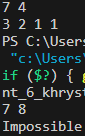 7 4
3 2 1 1
PS C:\Users
"c:\Users\
if ($?) { g
nt_6_khryst
7 8
Impossible